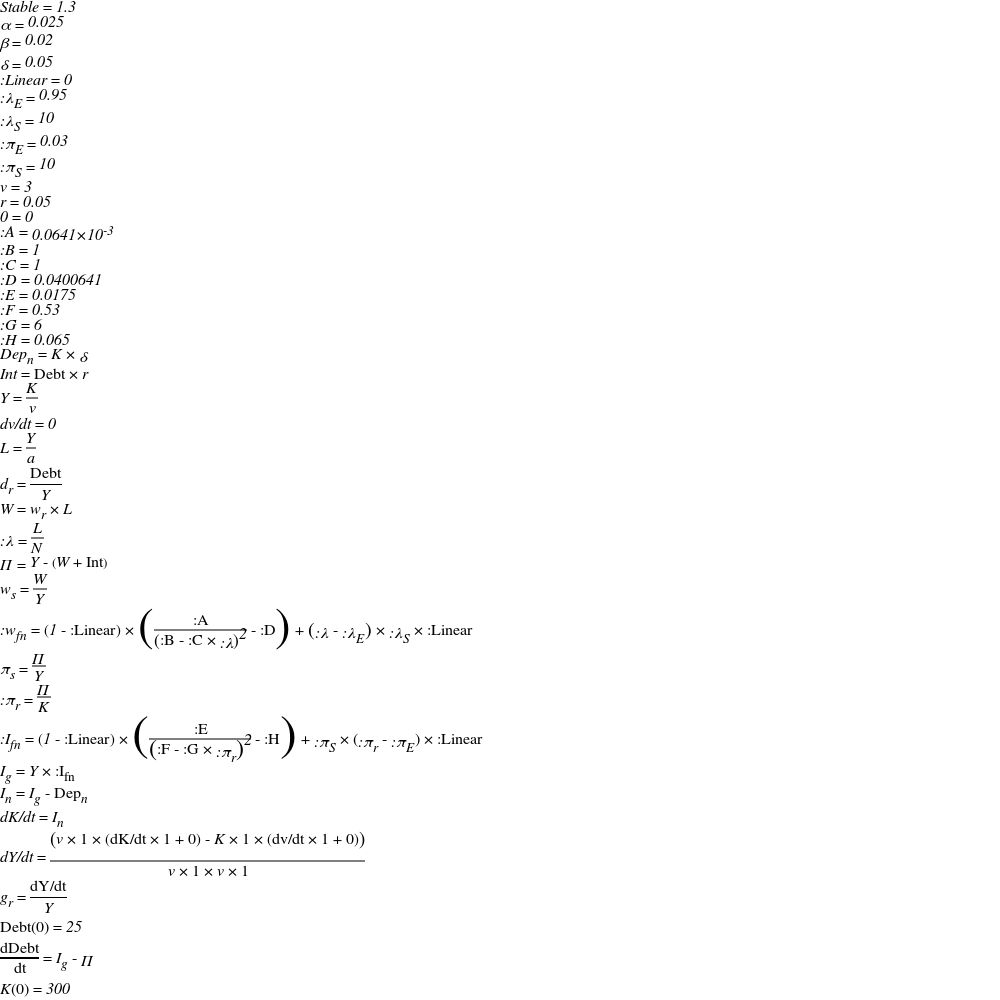 Stable = 1.3
α = 0.025
β = 0.02
δ = 0.05
:Linear = 0
:λ_E = 0.95
:λ_S = 10
:π_E = 0.03
:π_S = 10
v = 3
r = 0.05
0 = 0
:A = 0.0641×10^-3
:B = 1
:C = 1
:D = 0.0400641
:E = 0.0175
:F = 0.53
:G = 6
:H = 0.065
Dep_n = K × δ
Int = Debt × r
Y = K/v
dv/dt = 0
L = Y/a
d_r = Debt/Y
W = w_r × L
:λ = L/N
Π = Y - (W + Int)
w_s = W/Y
:w_fn = (1 - :Linear) × (:A/(:B - :C × :λ)^2 - :D) + (:λ - :λ_E) × :λ_S × :Linear
π_s = Π/Y
:π_r = Π/K
:I_fn = (1 - :Linear) × (:E/(:F - :G × :π_r)^2 - :H) + :π_S × (:π_r - :π_E) × :Linear
I_g = Y × :I_fn
I_n = I_g - Dep_n
dK/dt = I_n
dY/dt = (v × 1 × (dK/dt × 1 + 0) - K × 1 × (dv/dt × 1 + 0))/v × 1 × v × 1
g_r = dY/dt/Y
Debt(0) = 25
dDebt/dt = I_g - Π
K(0) = 300